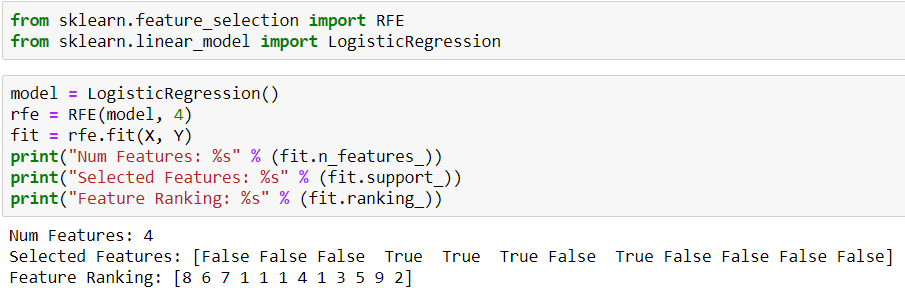 from sklearn.feature_selection import RFE
from sklearn.linear_model import LogisticRegression
model = LogisticRegression()
rfe = RFE(model, 4)
fit = rfe.fit(X, Y)
print("Num Features: %s" % (fit.n_features_))
print("Selected Features: %s" % (fit.support_))
print("Feature Ranking: %s" % (fit.ranking_))
Num Features: 4
Selected Features: [False False False  True  True  True False  True False False False False]
Feature Ranking: [8 6 7 1 1 1 4 1 3 5 9 2]